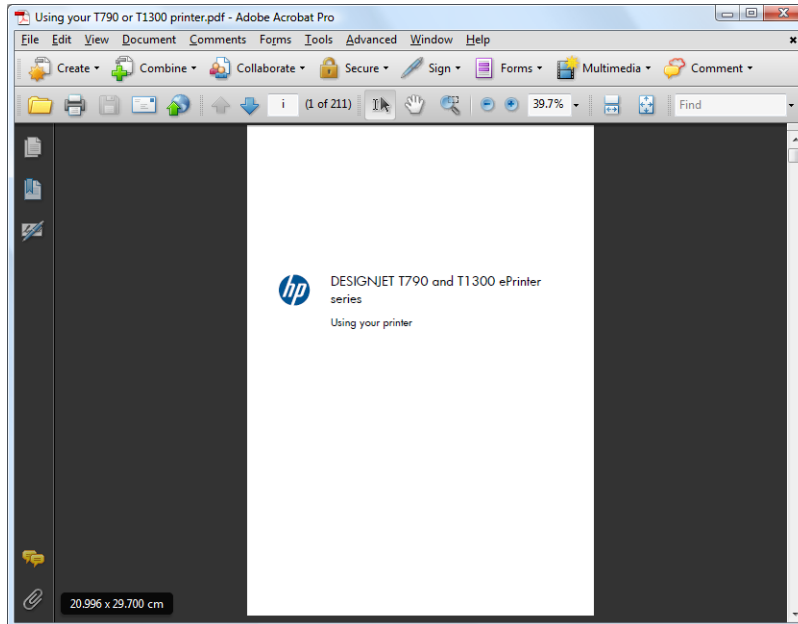 Using your T790 or T1300 printer.pdf - Adobe Acrobat Pro
File Edit View Document Comments Forms Tools Advanced Window Help
Create Combine Collaborate Secure Sign Forms Multimedia Comment
i (1 of 211) 39.7% Find
hp
DESIGNJET T790 and T1300 ePrinter
series
Using your printer
20.996 x 29.700 cm